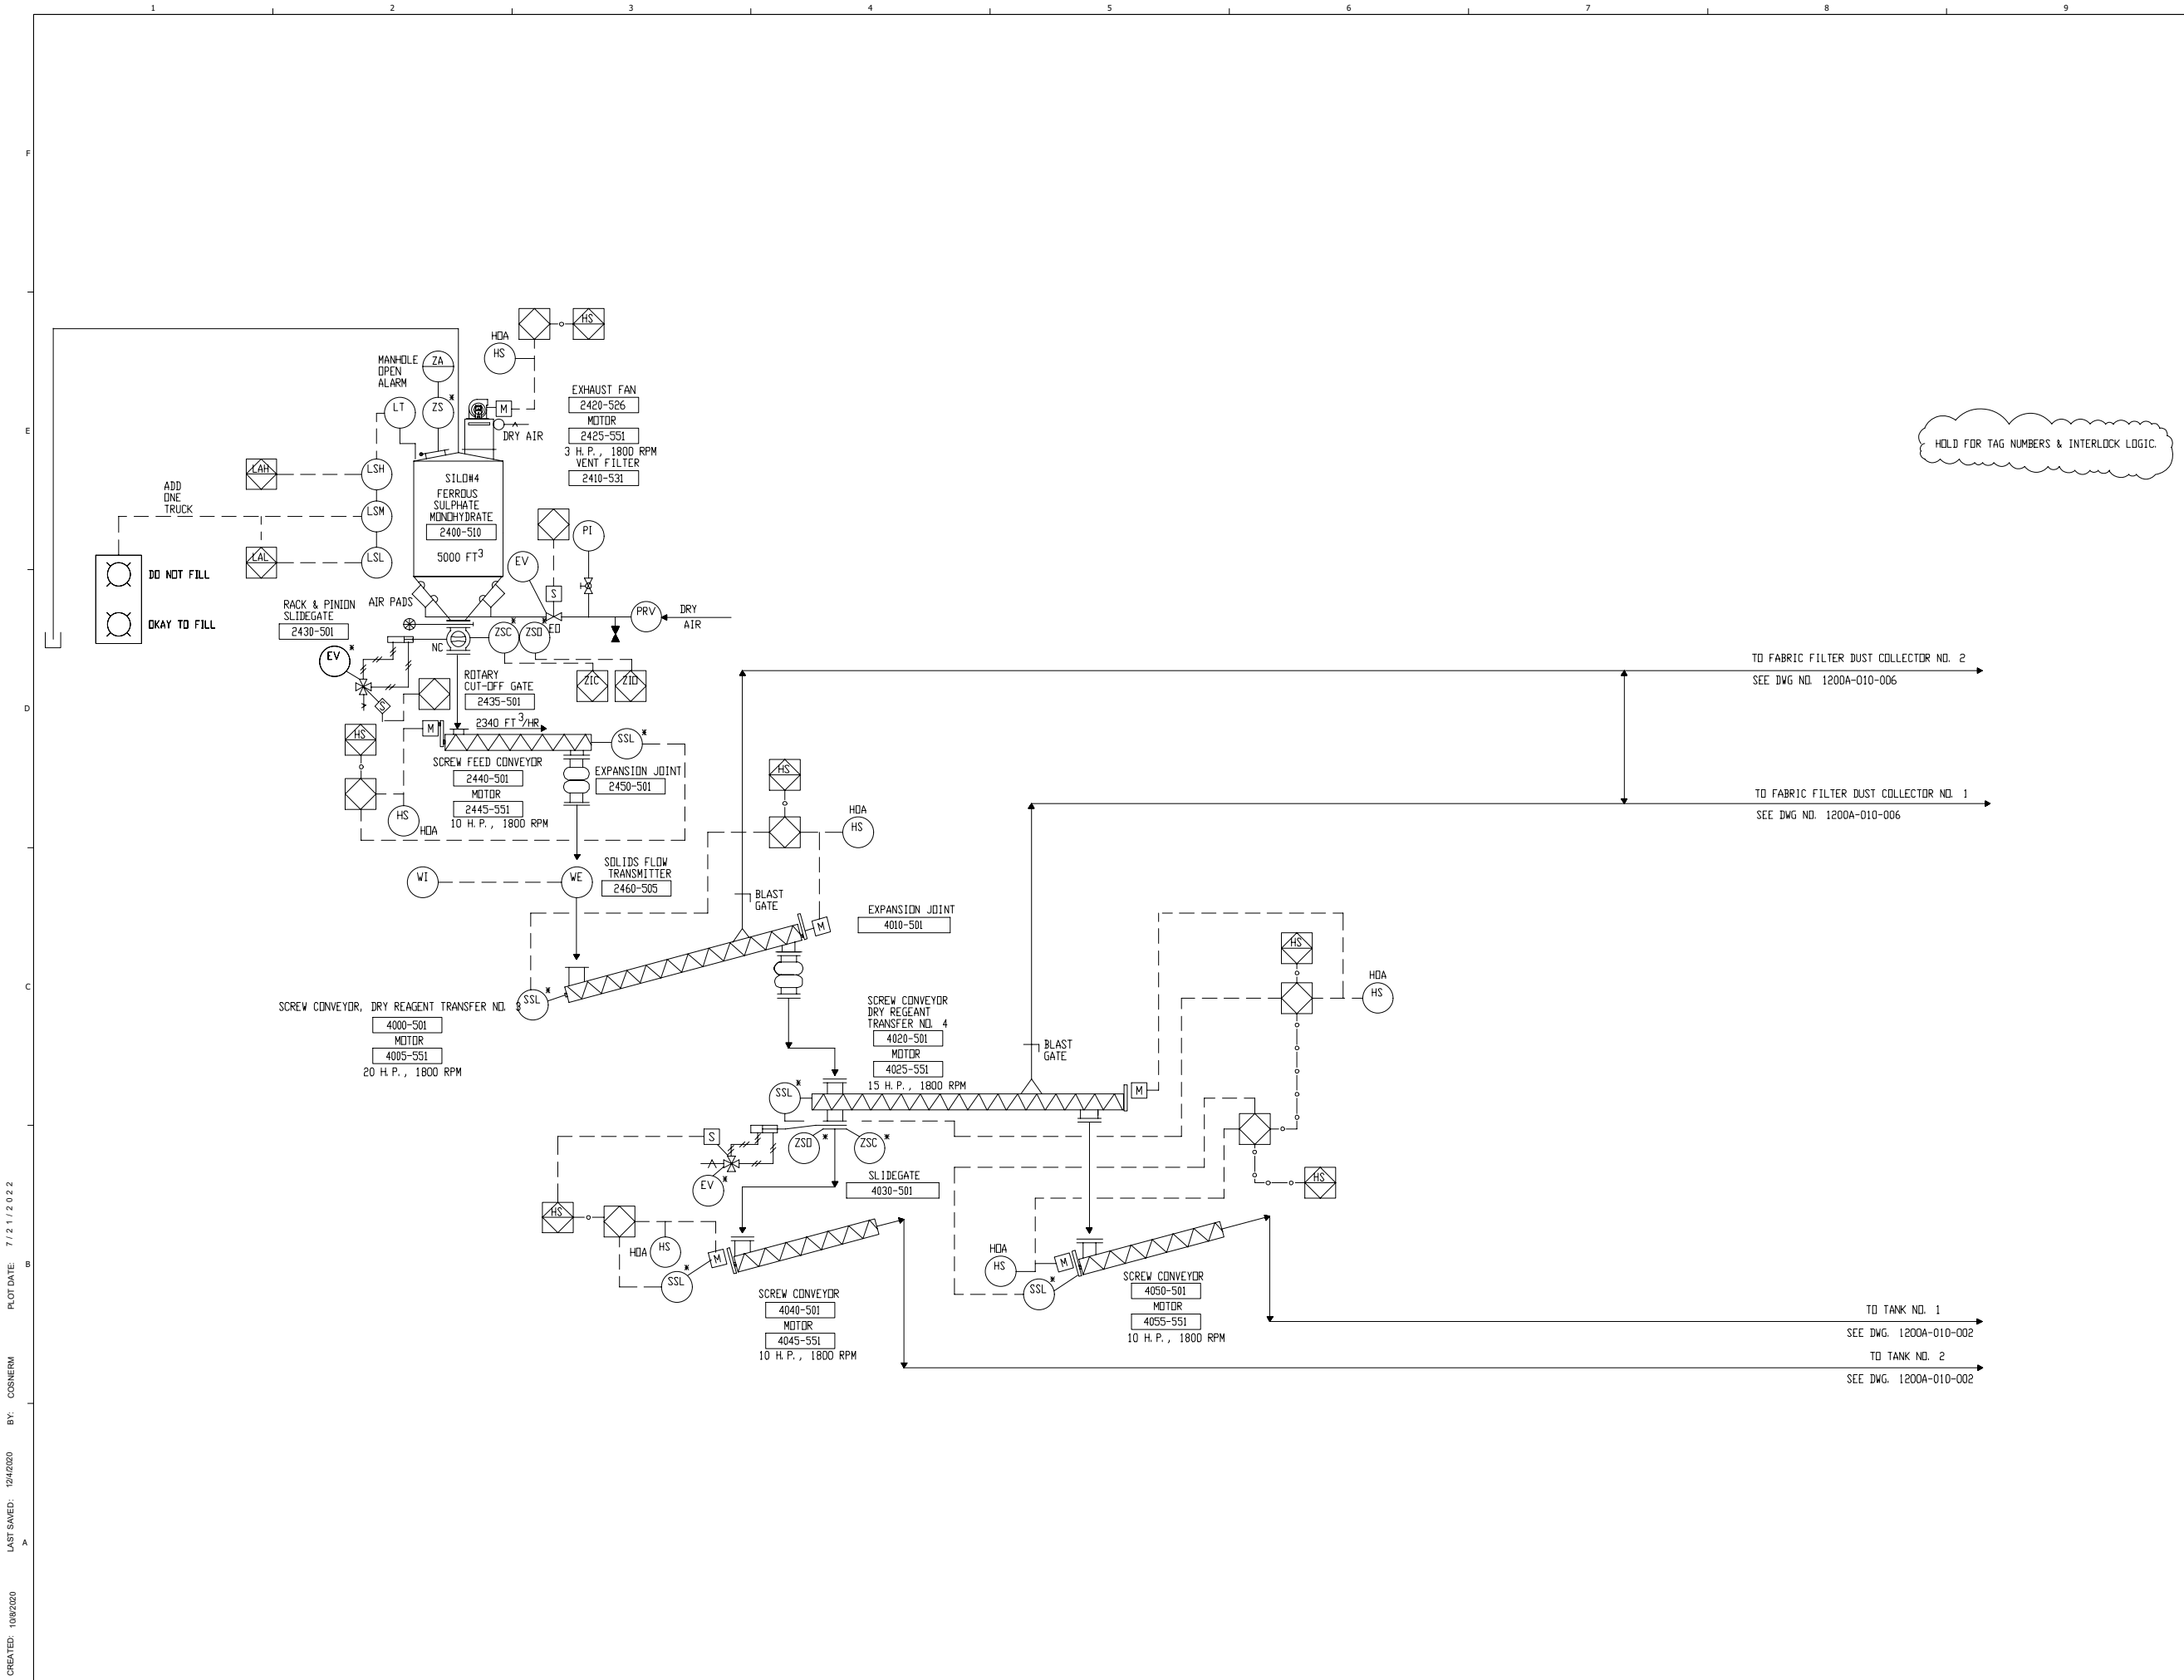 1 2 3 4 5 6 7 8 9
F
E
D
C
B
A
HOA
HS
HS
MANHOLE
OPEN
ALARM
ZA
LT
ZS
*
M
DRY AIR
EXHAUST FAN
2420-526
MOTOR
2425-551
3 H.P., 1800 RPM
VENT FILTER
2410-531
HOLD FOR TAG NUMBERS & INTERLOCK LOGIC.
LAH
LSH
LSM
LAL
LSL
ADD
ONE
TRUCK
DO NOT FILL
OKAY TO FILL
SILO#4
FERROUS
SULPHATE
MONOHYDRATE
2400-510
5000 FT3
AIR PADS
EV
S
PI
PRV
DRY
AIR
EO
RACK & PINION
SLIDEGATE
2430-501
NC
ZSC
*
ZSO
*
ZIC
ZIO
EV
*
S
ROTARY
CUT-OFF GATE
2435-501
2340 FT3/HR
M
SSL
*
HS
SCREW FEED CONVEYOR
2440-501
MOTOR
2445-551
10 H.P., 1800 RPM
HS
HOA
EXPANSION JOINT
2450-501
TO FABRIC FILTER DUST COLLECTOR NO. 2
SEE DWG NO. 1200A-010-006
TO FABRIC FILTER DUST COLLECTOR NO. 1
SEE DWG NO. 1200A-010-006
HS
HOA
HS
WI
WE
SOLIDS FLOW
TRANSMITTER
2460-505
BLAST
GATE
M
EXPANSION JOINT
4010-501
SSL
*
SCREW CONVEYOR, DRY REAGENT TRANSFER NO. 3
4000-501
MOTOR
4005-551
20 H.P., 1800 RPM
SCREW CONVEYOR
DRY REGEANT
TRANSFER NO. 4
4020-501
MOTOR
4025-551
15 H.P., 1800 RPM
BLAST
GATE
M
HS
HOA
HS
SSL
*
S
ZSO
*
ZSC
*
EV
*
SLIDEGATE
4030-501
HS
HS
HOA
HS
M
SSL
*
SCREW CONVEYOR
4040-501
MOTOR
4045-551
10 H.P., 1800 RPM
HOA
HS
M
SSL
*
SCREW CONVEYOR
4050-501
MOTOR
4055-551
10 H.P., 1800 RPM
TO TANK NO. 1
SEE DWG. 1200A-010-002
TO TANK NO. 2
SEE DWG. 1200A-010-002
CREATED: 10/8/2020 LAST SAVED: 12/4/2020 BY: COSNERM PLOT DATE: 7/21/2022